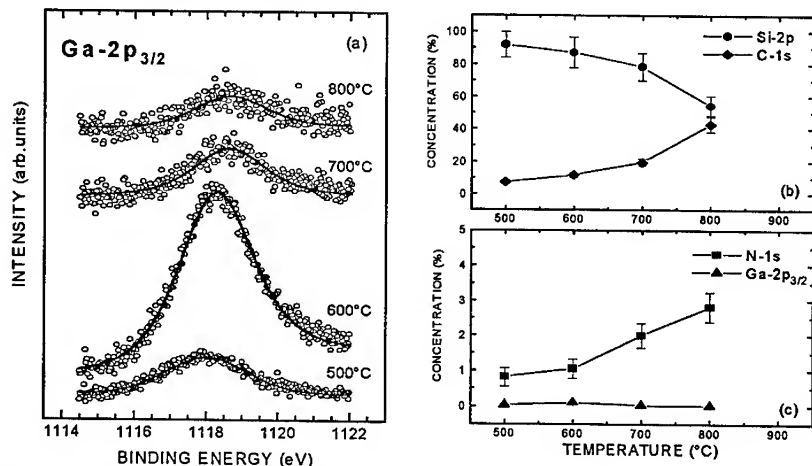 Ga-2p3/2
(a)
800°C
700°C
600°C
500°C
INTENSITY (arb.units)
1114 1116 1118 1120 1122
BINDING ENERGY (eV)
100
80
60
40
20
0
CONCENTRATION (%)
Si-2p
C-1s
(b)
500 600 700 800 900
5
4
3
2
1
0
CONCENTRATION (%)
N-1s
Ga-2p3/2
(c)
500 600 700 800 900
TEMPERATURE (°C)